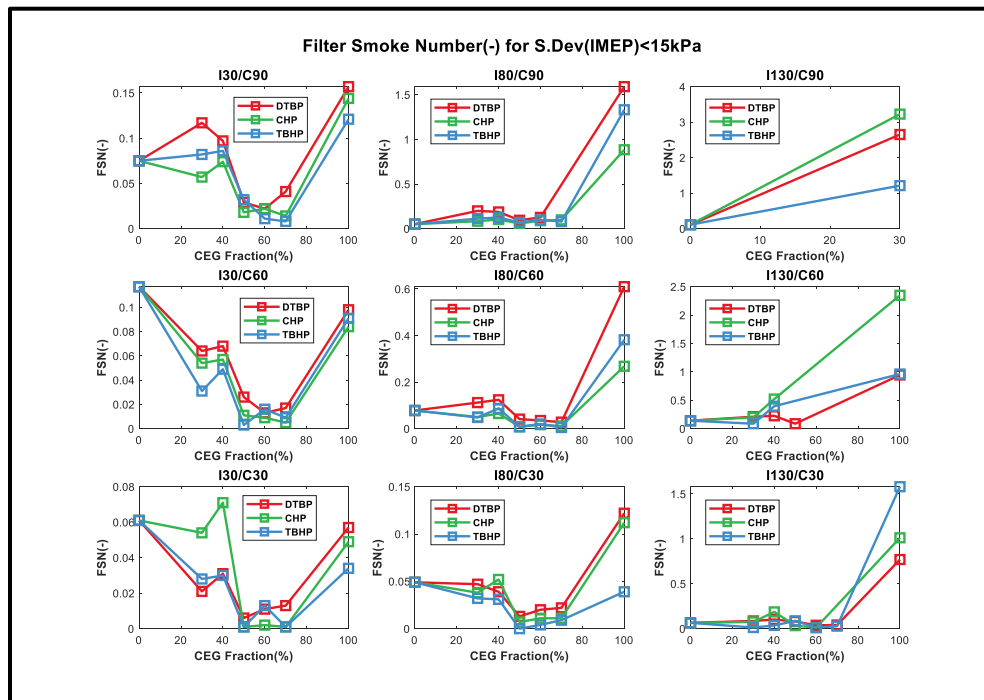 Filter Smoke Number(-) for S.Dev(IMEP)<15kPa
I30/C90
FSN(-)
0.15
0.1
0.05
0
DTBP
CHP
TBHP
0 20 40 60 80 100
CEG Fraction(%)
I80/C90
FSN(-)
1.5
1
0.5
0
DTBP
CHP
TBHP
0 20 40 60 80 100
CEG Fraction(%)
I130/C90
FSN(-)
4
3
2
1
0
DTBP
CHP
TBHP
0 10 20 30
CEG Fraction(%)
I30/C60
FSN(-)
0.1
0.08
0.06
0.04
0.02
0
DTBP
CHP
TBHP
0 20 40 60 80 100
CEG Fraction(%)
I80/C60
FSN(-)
0.6
0.4
0.2
0
DTBP
CHP
TBHP
0 20 40 60 80 100
CEG Fraction(%)
I130/C60
FSN(-)
2.5
2
1.5
1
0.5
0
DTBP
CHP
TBHP
0 20 40 60 80 100
CEG Fraction(%)
I30/C30
FSN(-)
0.08
0.06
0.04
0.02
0
DTBP
CHP
TBHP
0 20 40 60 80 100
CEG Fraction(%)
I80/C30
FSN(-)
0.15
0.1
0.05
0
DTBP
CHP
TBHP
0 20 40 60 80 100
CEG Fraction(%)
I130/C30
FSN(-)
1.5
1
0.5
0
DTBP
CHP
TBHP
0 20 40 60 80 100
CEG Fraction(%)